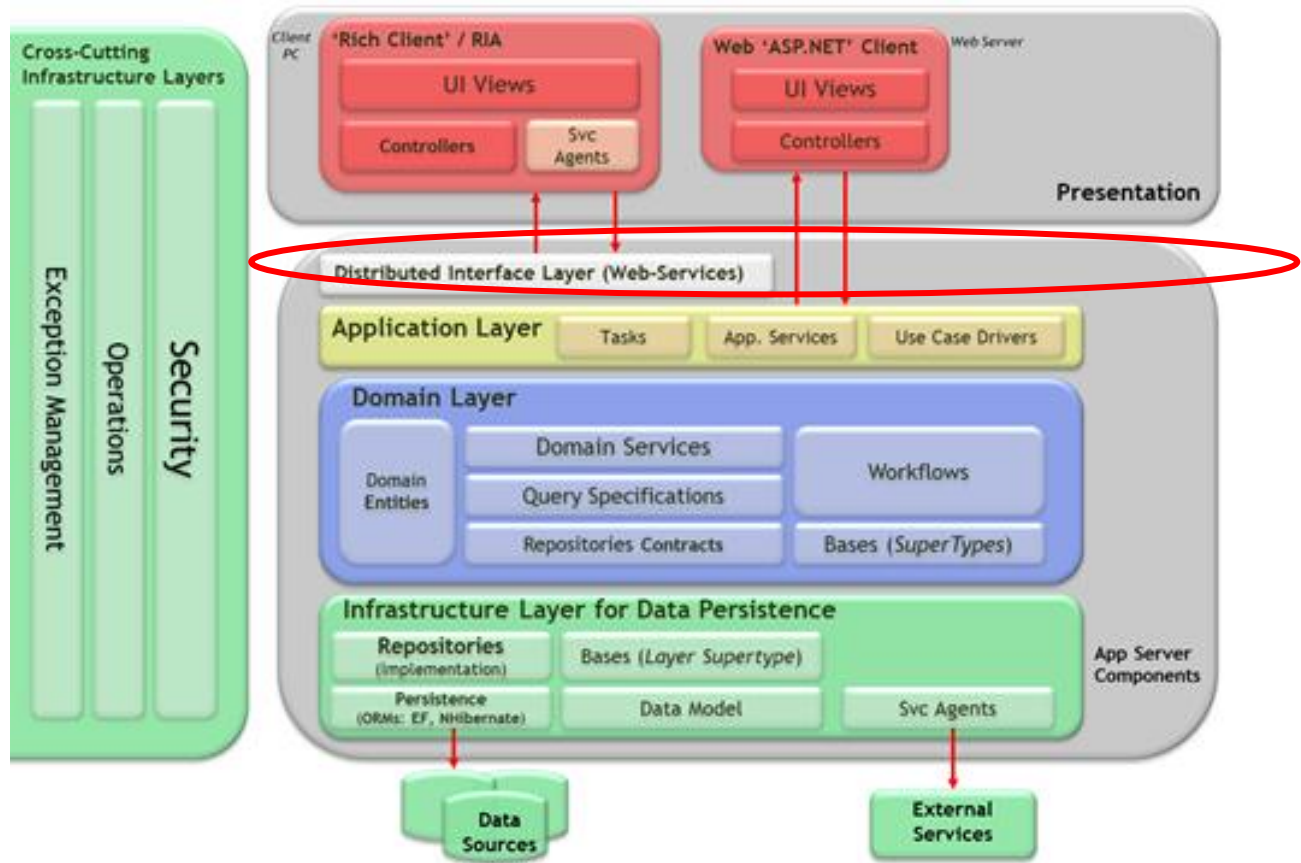 Cross-Cutting
Infrastructure Layers
Exception Management
Operations
Security
Client
PC
'Rich Client' / RIA
UI Views
Controllers
Svc
Agents
Web 'ASP.NET' Client
Web Server
UI Views
Controllers
Presentation
Distributed Interface Layer (Web-Services)
Application Layer
Tasks
App. Services
Use Case Drivers
Domain Layer
Domain
Entities
Domain Services
Query Specifications
Repositories Contracts
Workflows
Bases (SuperTypes)
Infrastructure Layer for Data Persistence
Repositories
(Implementation)
Bases (Layer Supertype)
Persistence
(ORMs: EF, NHibernate)
Data Model
Svc Agents
App Server
Components
Data
Sources
External
Services